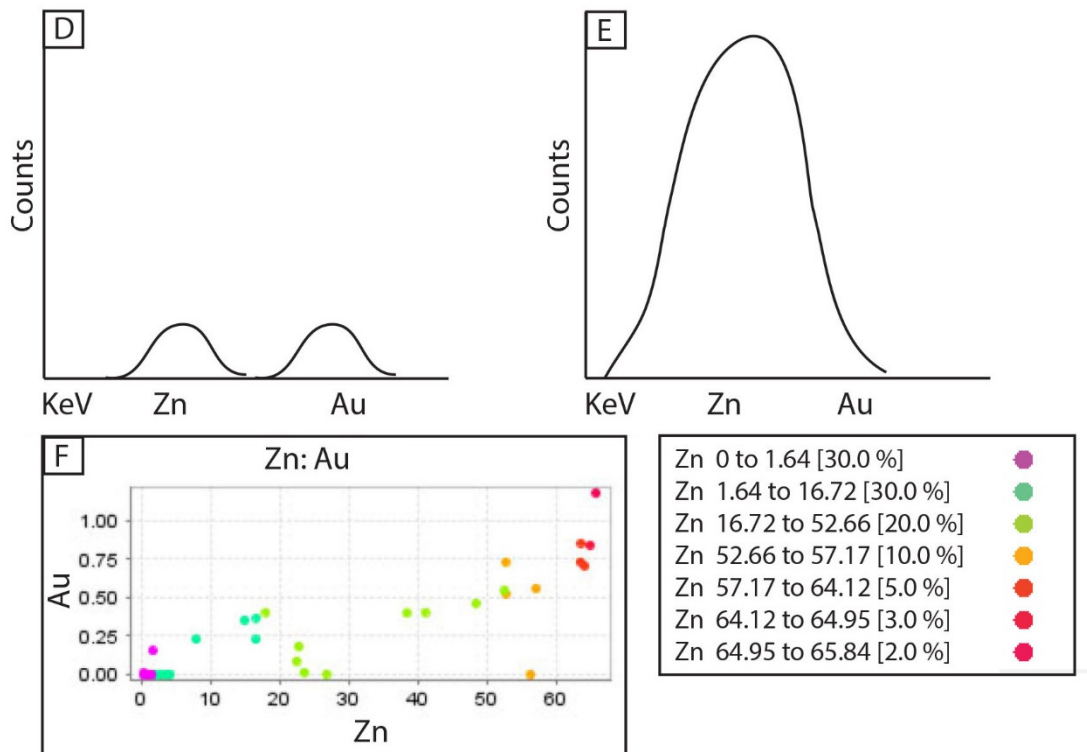 D
Counts
KeV Zn Au
E
Counts
KeV Zn Au
F
Zn: Au
Au
1.00
0.75
0.50
0.25
0.00
0 10 20 30 40 50 60
Zn
Zn 0 to 1.64 [30.0 %]
Zn 1.64 to 16.72 [30.0 %]
Zn 16.72 to 52.66 [20.0 %]
Zn 52.66 to 57.17 [10.0 %]
Zn 57.17 to 64.12 [5.0 %]
Zn 64.12 to 64.95 [3.0 %]
Zn 64.95 to 65.84 [2.0 %]